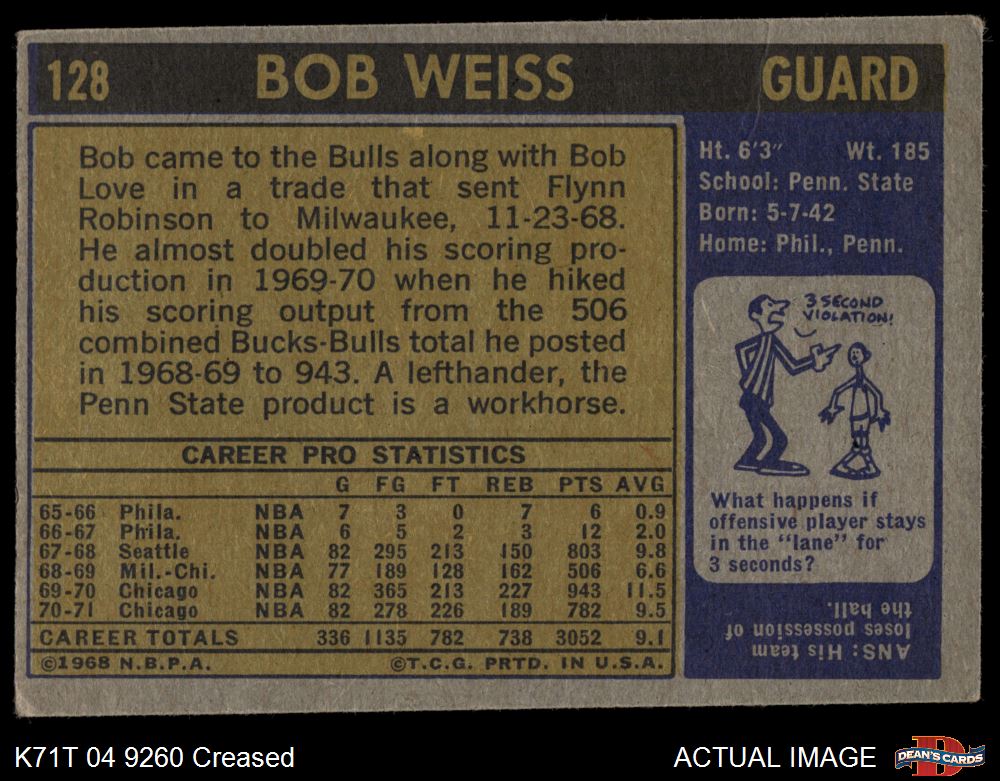 128 BOB WEISS GUARD
Bob came to the Bulls along with Bob
Love in a trade that sent Flynn
Robinson to Milwaukee, 11-23-68.
He almost doubled his scoring pro-
duction in 1969-70 when he hiked
his scoring output from the 506
combined Bucks-Bulls total he posted
in 1968-69 to 943. A lefthander, the
Penn State product is a workhorse.
CAREER PRO STATISTICS
G FG FT REB PTS AVG
65-66 Phila. NBA 7 3 0 7 6 0.9
66-67 Phila. NBA 6 5 2 3 12 2.0
67-68 Seattle NBA 82 295 213 150 803 9.8
68-69 Mil.-Chi. NBA 77 189 128 162 506 6.6
69-70 Chicago NBA 82 365 213 227 943 11.5
70-71 Chicago NBA 82 278 226 189 782 9.5
CAREER TOTALS 336 1135 782 738 3052 9.1
©1968 N.B.P.A. ©T.C.G. PRTD. IN U.S.A.
Ht. 6'3" Wt. 185
School: Penn. State
Born: 5-7-42
Home: Phil., Penn.
3 SECOND
VIOLATION!
What happens if
offensive player stays
in the "lane" for
3 seconds?
ANS: His team
loses possession of
the ball.
K71T 04 9260 Creased
ACTUAL IMAGE
D
DEAN'S CARDS